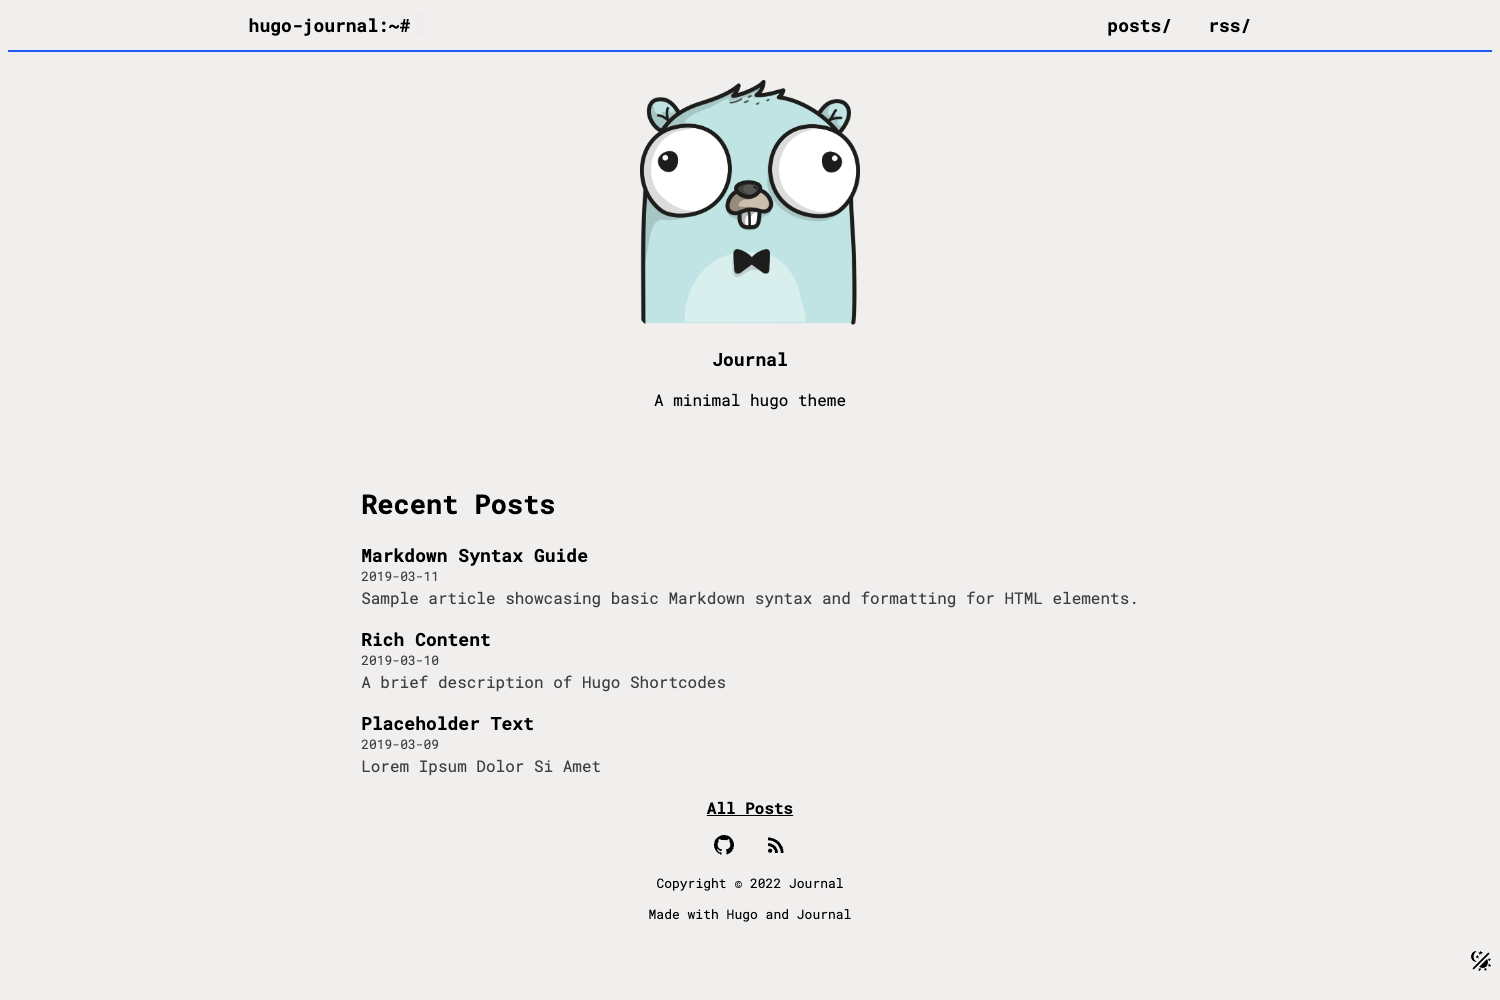 hugo-journal:~#
posts/ rss/
Journal
A minimal hugo theme
Recent Posts
Markdown Syntax Guide
2019-03-11
Sample article showcasing basic Markdown syntax and formatting for HTML elements.
Rich Content
2019-03-10
A brief description of Hugo Shortcodes
Placeholder Text
2019-03-09
Lorem Ipsum Dolor Si Amet
All Posts
Copyright © 2022 Journal
Made with Hugo and Journal